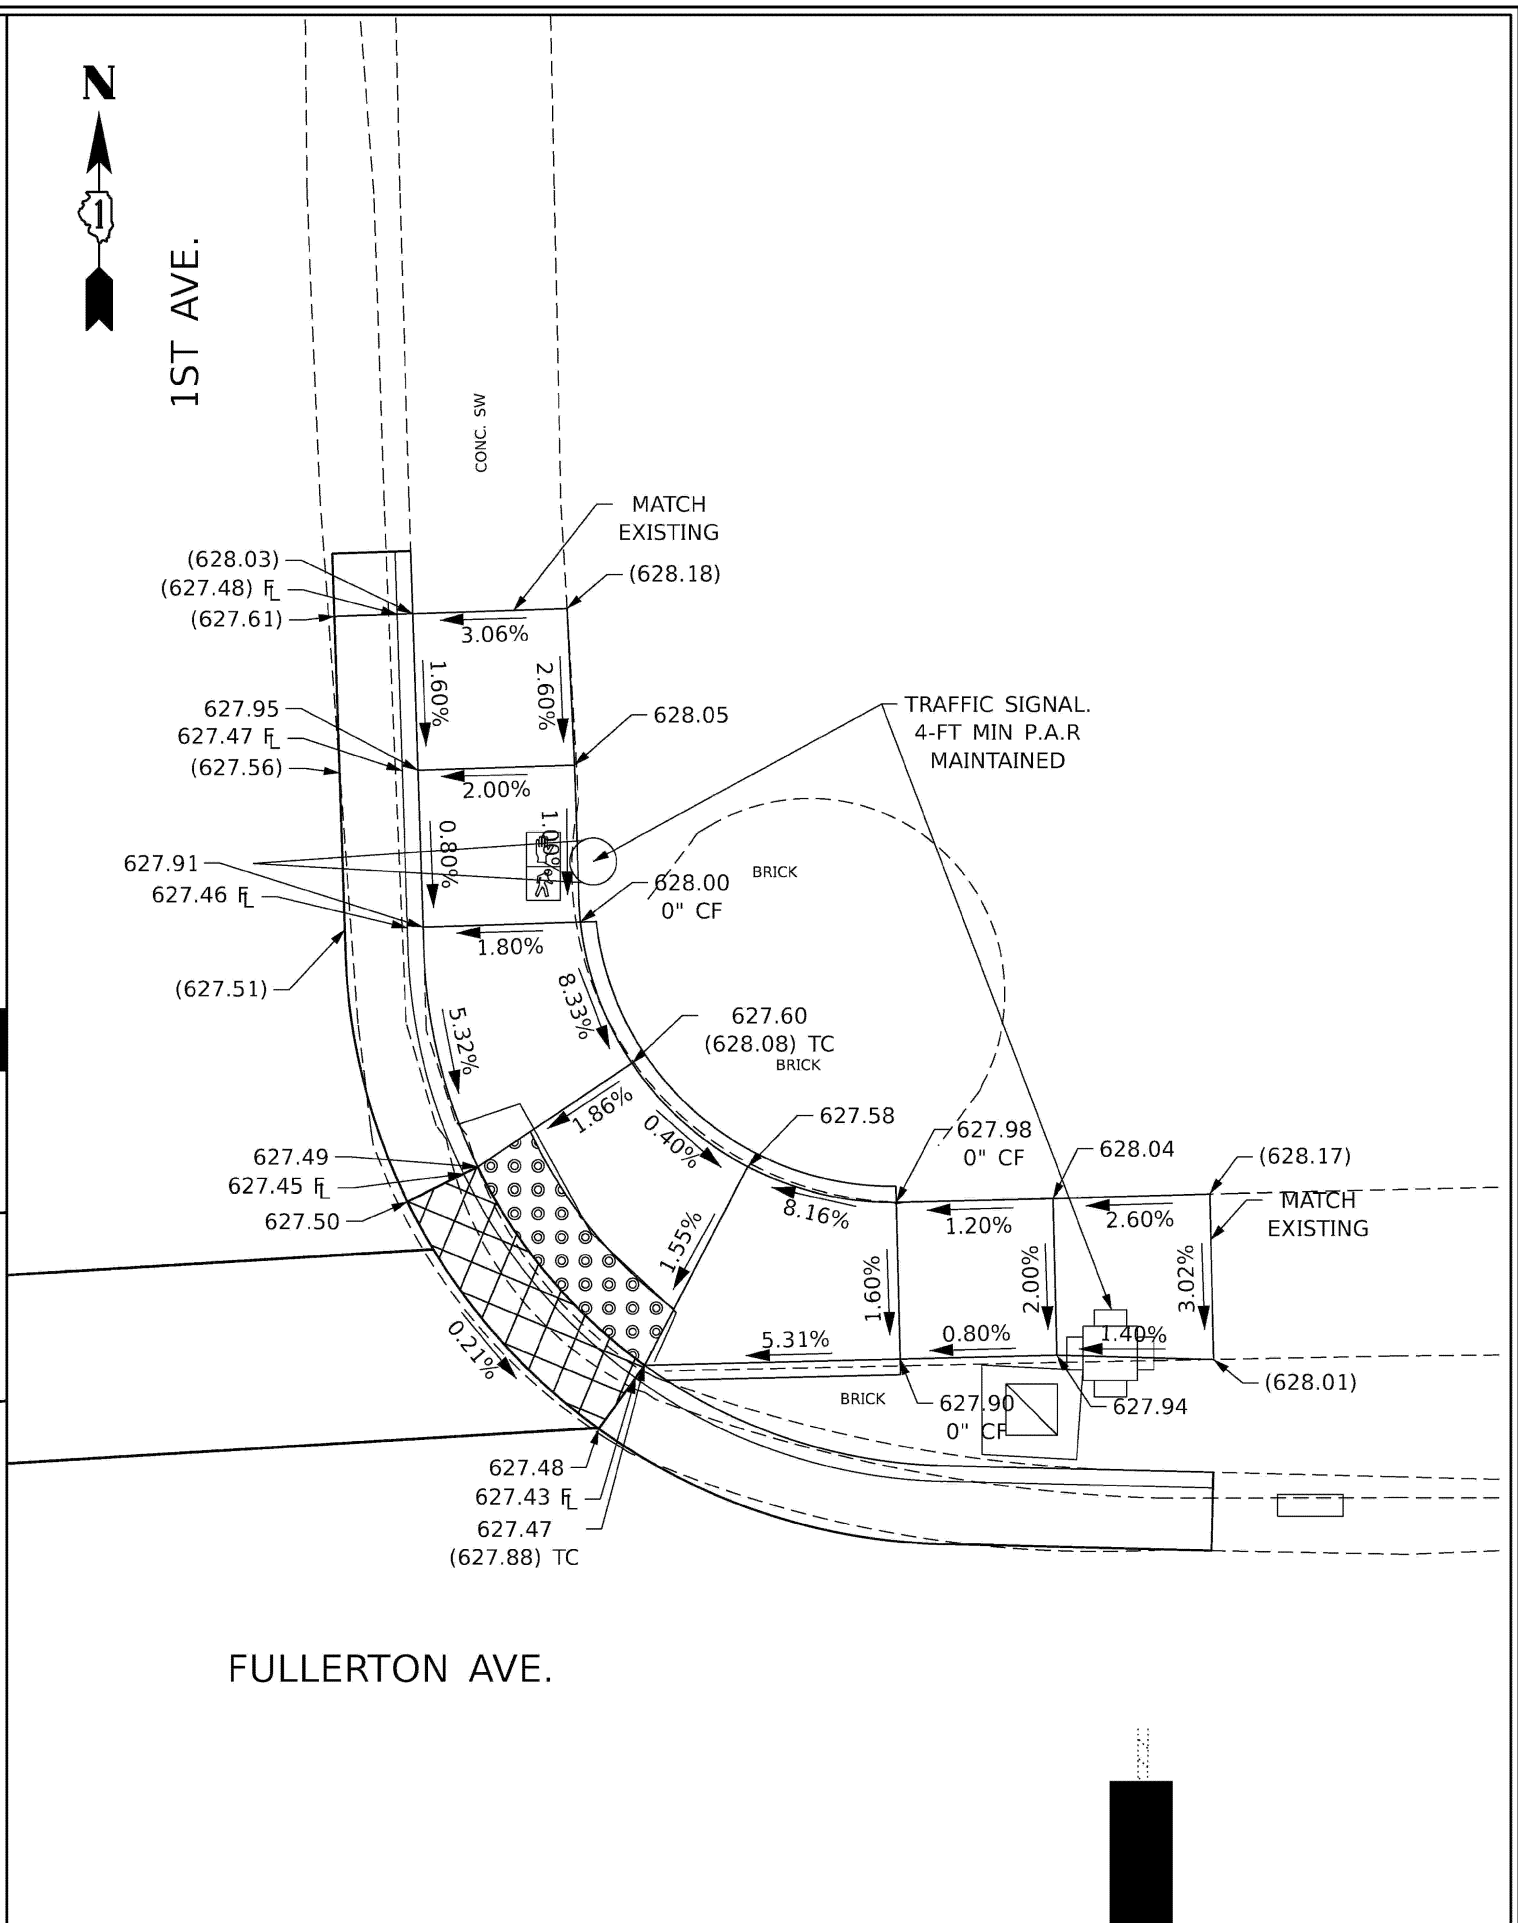 N
1
1ST AVE.
CONC. SW
MATCH
EXISTING
(628.03)
(627.48) FL
(627.61)
(628.18)
3.06%
1.60%
2.60%
627.95
627.47 FL
(627.56)
628.05
TRAFFIC SIGNAL.
4-FT MIN P.A.R
MAINTAINED
2.00%
0.80%
1.00%
627.91
627.46 FL
628.00
0" CF
BRICK
1.80%
(627.51)
5.32%
8.33%
627.60
(628.08) TC
BRICK
1.86%
0.40%
627.58
627.98
0" CF
628.04
(628.17)
MATCH
EXISTING
627.49
627.45 FL
627.50
8.16%
1.20%
2.60%
1.55%
1.60%
2.00%
3.02%
0.21%
5.31%
0.80%
1.40%
BRICK
627.90
0" CF
627.94
(628.01)
627.48
627.43 FL
627.47
(627.88) TC
FULLERTON AVE.